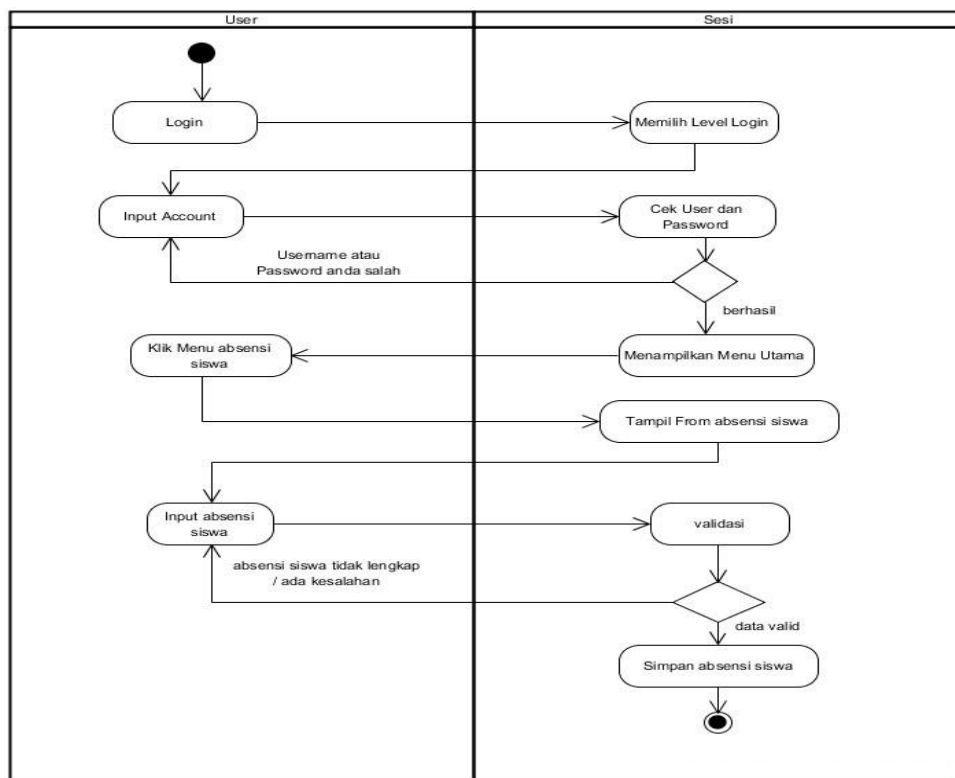 User
Sesi
Login
Memilih Level Login
Input Account
Cek User dan
Password
Username atau
Password anda salah
berhasil
Klik Menu absensi
siswa
Menampilkan Menu Utama
Tampil From absensi siswa
Input absensi
siswa
validasi
absensi siswa tidak lengkap
/ ada kesalahan
data valid
Simpan absensi siswa